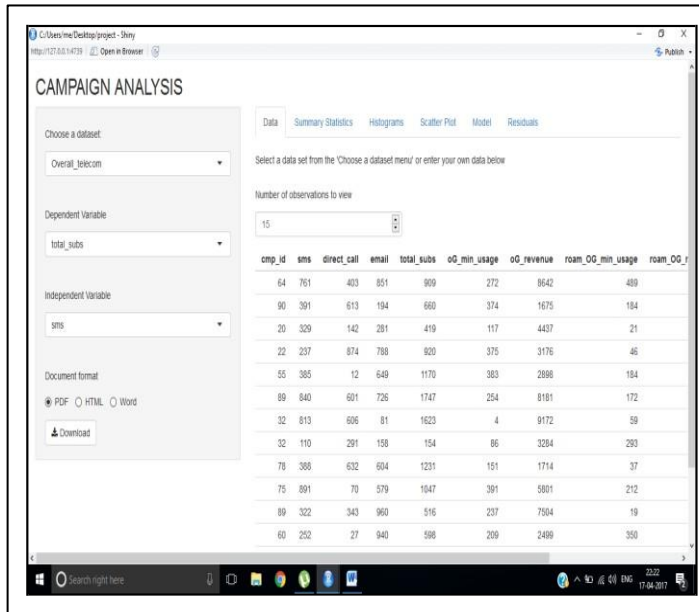 C:/Users/me/Desktop/project - Shiny
http://127.0.0.1:4739 Open in Browser Publish
CAMPAIGN ANALYSIS
Choose a dataset:
Overall_telecom
Dependent Variable
total_subs
Independent Variable
sms
Document format
PDF HTML Word
Download
Data Summary Statistics Histograms Scatter Plot Model Residuals
Select a data set from the 'Choose a dataset menu' or enter your own data below
Number of observations to view
15
cmp_id sms direct_call email total_subs oG_min_usage oG_revenue roam_OG_min_usage
64 761 403 851 909 272 8642 489
90 391 613 194 660 374 1675 184
20 329 142 281 419 117 4437 21
22 237 874 788 920 375 3176 46
55 385 12 649 1170 383 2898 184
89 840 601 726 1747 254 8181 172
32 813 606 81 1623 4 9172 59
32 110 291 158 154 86 3284 293
78 388 632 604 1231 151 1714 37
75 891 70 579 1047 391 5801 212
89 322 343 960 516 237 7504 19
60 252 27 940 598 209 2499 350
Search right here
ENG
22:22
17-04-2017